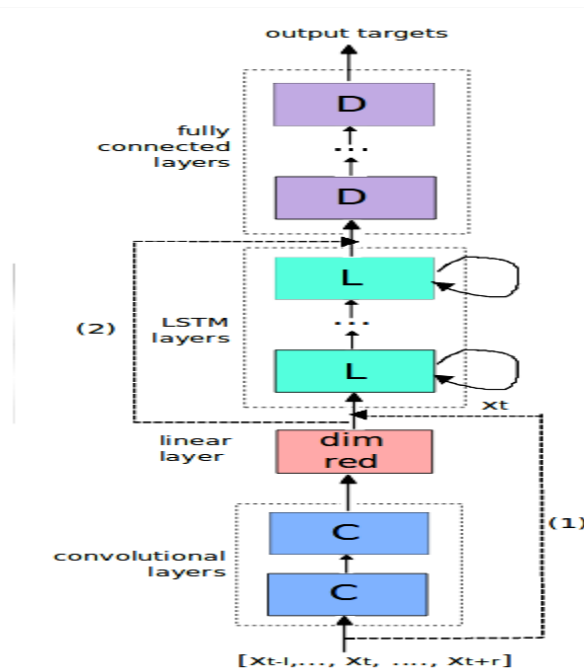 output targets
D
fully
connected
layers
...
D
L
(2)
LSTM
layers
...
L
xt
linear
layer
dim
red
C
(1)
convolutional
layers
C
[xt-l,..., xt, ...., xt+r]